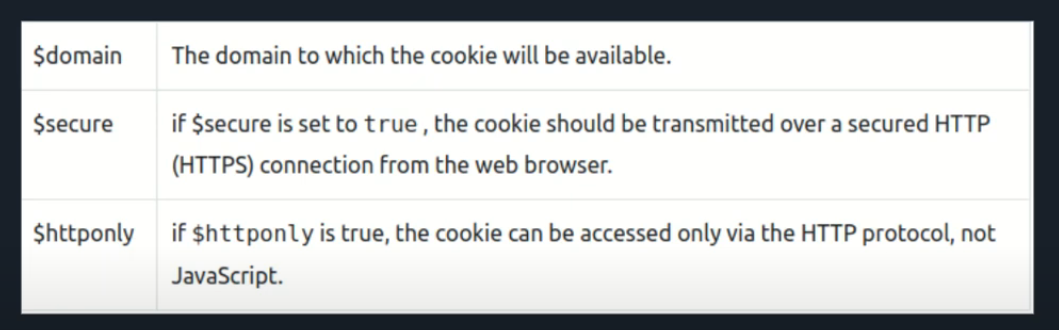 $domain The domain to which the cookie will be available.
$secure if $secure is set to true , the cookie should be transmitted over a secured HTTP
(HTTPS) connection from the web browser.
$httponly if $httponly is true, the cookie can be accessed only via the HTTP protocol, not
JavaScript.